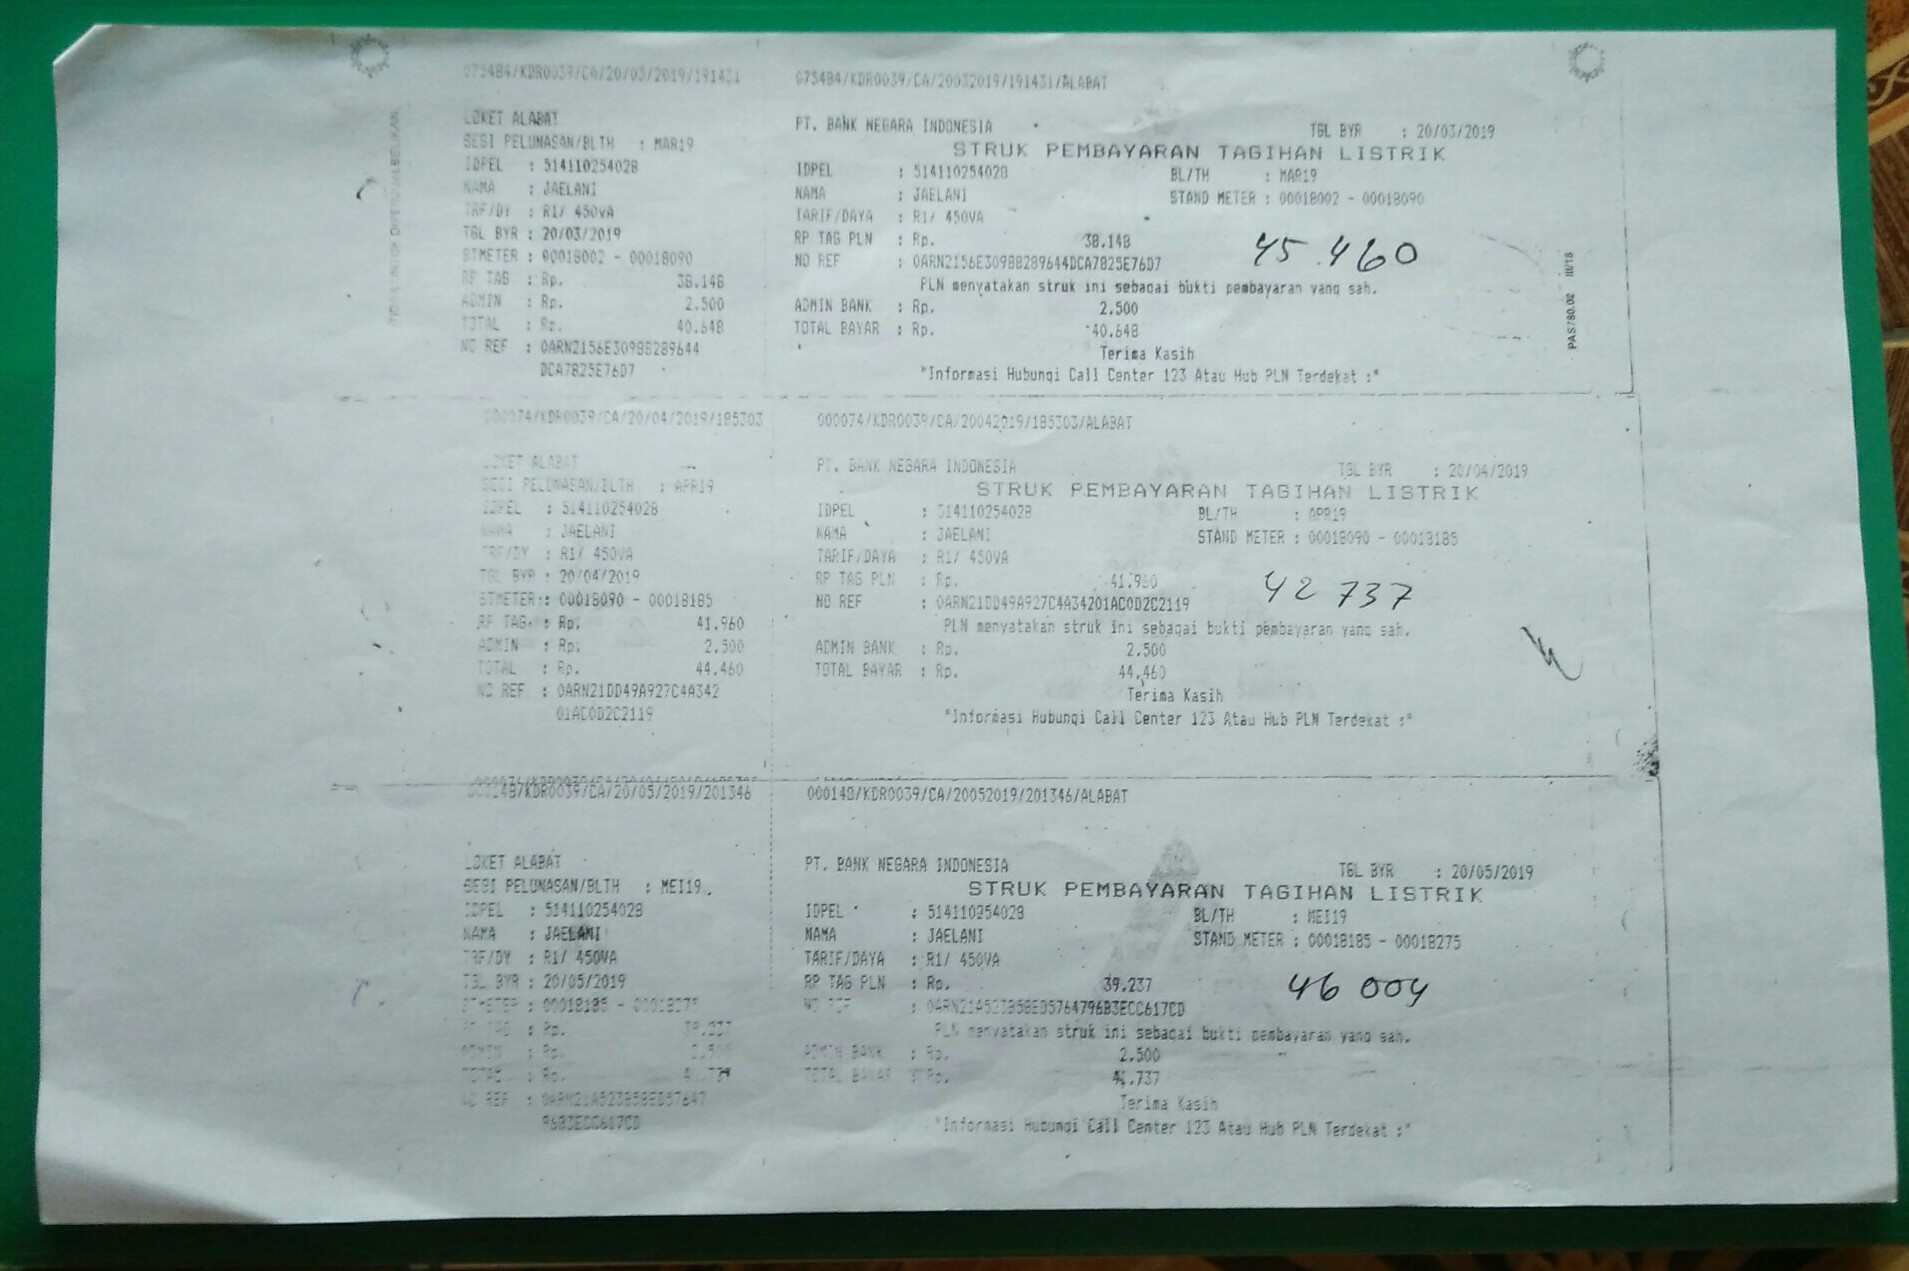 075484/KDR0039/CA/20/03/2019/191431
LOKET ALABAT
SESI PELUNASAN/BLTH : MAR19
IDPEL : 514110254028
NAMA : JAELANI
TRF/DY : R1/ 450VA
TGL BYR : 20/03/2019
STMETER : 00018002 - 00018090
RP TAG : Rp. 38.148
ADMIN : Rp. 2.500
TOTAL : Rp. 40.648
NO REF : 0ARN2156E30988289644
DCA7825E76D7
075484/KDR0039/CA/20032019/191431/ALABAT
PT. BANK NEGARA INDONESIA TGL BYR : 20/03/2019
STRUK PEMBAYARAN TAGIHAN LISTRIK
IDPEL : 514110254028 BL/TH : MAR19
NAMA : JAELANI STAND METER : 00018002 - 00018090
TARIF/DAYA : R1/ 450VA
RP TAG PLN : Rp. 38.148 45.460
NO REF : 0ARN2156E30988289644DCA7825E76D7
PLN menyatakan struk ini sebagai bukti pembayaran yang sah.
ADMIN BANK : Rp. 2.500
TOTAL BAYAR : Rp. 40.648
Terima Kasih
"Informasi Hubungi Call Center 123 Atau Hub PLN Terdekat :"
PAS780.02 III/18
000074/KDR0039/CA/20/04/2019/185303
LOKET ALABAT
SESI PELUNASAN/BLTH : APR19
IDPEL : 514110254028
NAMA : JAELANI
TRF/DY : R1/ 450VA
TGL BYR : 20/04/2019
STMETER : 00018090 - 00018185
RP TAG : Rp. 41.960
ADMIN : Rp. 2.500
TOTAL : Rp. 44.460
NO REF : 0ARN21DD49A927C4A342
01AC0D2C2119
000074/KDR0039/CA/20042019/185303/ALABAT
PT. BANK NEGARA INDONESIA TGL BYR : 20/04/2019
STRUK PEMBAYARAN TAGIHAN LISTRIK
IDPEL : 514110254028 BL/TH : APR19
NAMA : JAELANI STAND METER : 00018090 - 00018185
TARIF/DAYA : R1/ 450VA
RP TAG PLN : Rp. 41.960 42 737
NO REF : 0ARN21DD49A927C4A34201AC0D2C2119
PLN menyatakan struk ini sebagai bukti pembayaran yang sah.
ADMIN BANK : Rp. 2.500
TOTAL BAYAR : Rp. 44.460
Terima Kasih
"Informasi Hubungi Call Center 123 Atau Hub PLN Terdekat :"
000148/KDR0039/CA/20/05/2019/201346
LOKET ALABAT
SESI PELUNASAN/BLTH : MEI19
IDPEL : 514110254028
NAMA : JAELANI
TRF/DY : R1/ 450VA
TGL BYR : 20/05/2019
STMETER : 00018185 - 00018275
RP TAG : Rp. 39.237
ADMIN : Rp. 2.500
TOTAL : Rp.
NO REF : 0ARN21A523B58ED57647
96B3ECC617CD
000148/KDR0039/CA/20052019/201346/ALABAT
PT. BANK NEGARA INDONESIA TGL BYR : 20/05/2019
STRUK PEMBAYARAN TAGIHAN LISTRIK
IDPEL : 514110254028 BL/TH : MEI19
NAMA : JAELANI STAND METER : 00018185 - 00018275
TARIF/DAYA : R1/ 450VA
RP TAG PLN : Rp. 39.237 46 004
NO REF : 0ARN21A523B58ED5764796B3ECC617CD
PLN menyatakan struk ini sebagai bukti pembayaran yang sah.
ADMIN BANK : Rp. 2.500
TOTAL BAYAR : Rp. 41.737
Terima Kasih
"Informasi Hubungi Call Center 123 Atau Hub PLN Terdekat :"